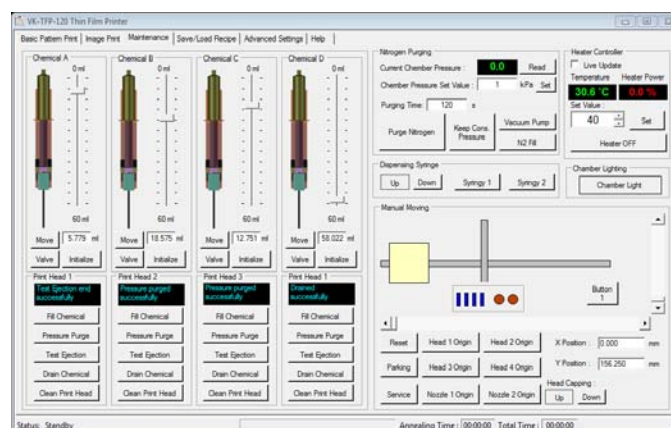 VK-TFP-120 Thin Film Printer
Basic Pattern Print | Image Print | Maintenance | Save/Load Recipe | Advanced Settings | Help
Chemical A
0 ml
60 ml
Move 5.779 ml
Valve Initialize
Chemical B
0 ml
60 ml
Move 18.575 ml
Valve Initialize
Chemical C
0 ml
60 ml
Move 12.751 ml
Valve Initialize
Chemical D
0 ml
60 ml
Move 58.022 ml
Valve Initialize
Print Head 1
Test Ejection end
successfully
Fill Chemical
Pressure Purge
Test Ejection
Drain Chemical
Clean Print Head
Print Head 2
Pressure purged
successfully
Fill Chemical
Pressure Purge
Test Ejection
Drain Chemical
Clean Print Head
Print Head 3
Pressure purged
successfully
Fill Chemical
Pressure Purge
Test Ejection
Drain Chemical
Clean Print Head
Print Head 1
Drained
successfully
Fill Chemical
Pressure Purge
Test Ejection
Drain Chemical
Clean Print Head
Nitrogen Purging
Current Chamber Pressure : 0.0 Read
Chamber Pressure Set Value : 1 kPa Set
Purging Time: 120 s
Purge Nitrogen
Keep Cons.
Pressure
Vacuum Pump
N2 Fill
Heater Controller
Live Update
Temperature Heater Power
30.6 °C 0.0 %
Set Value :
40 Set
Heater OFF
Dispensing Syringe
Up Down Syringy 1 Syringy 2
Chamber Lighting
Chamber Light
Manual Moving
Button
1
Reset Head 1 Origin Head 2 Origin X Position : 0.000 mm
Parking Head 3 Origin Head 4 Origin Y Position : 156.250 mm
Service Nozzle 1 Origin Nozzle 2 Origin
Head Capping :
Up Down
Status: Standby
Annealing Time : 00:00:00 Total Time : 00:00:00